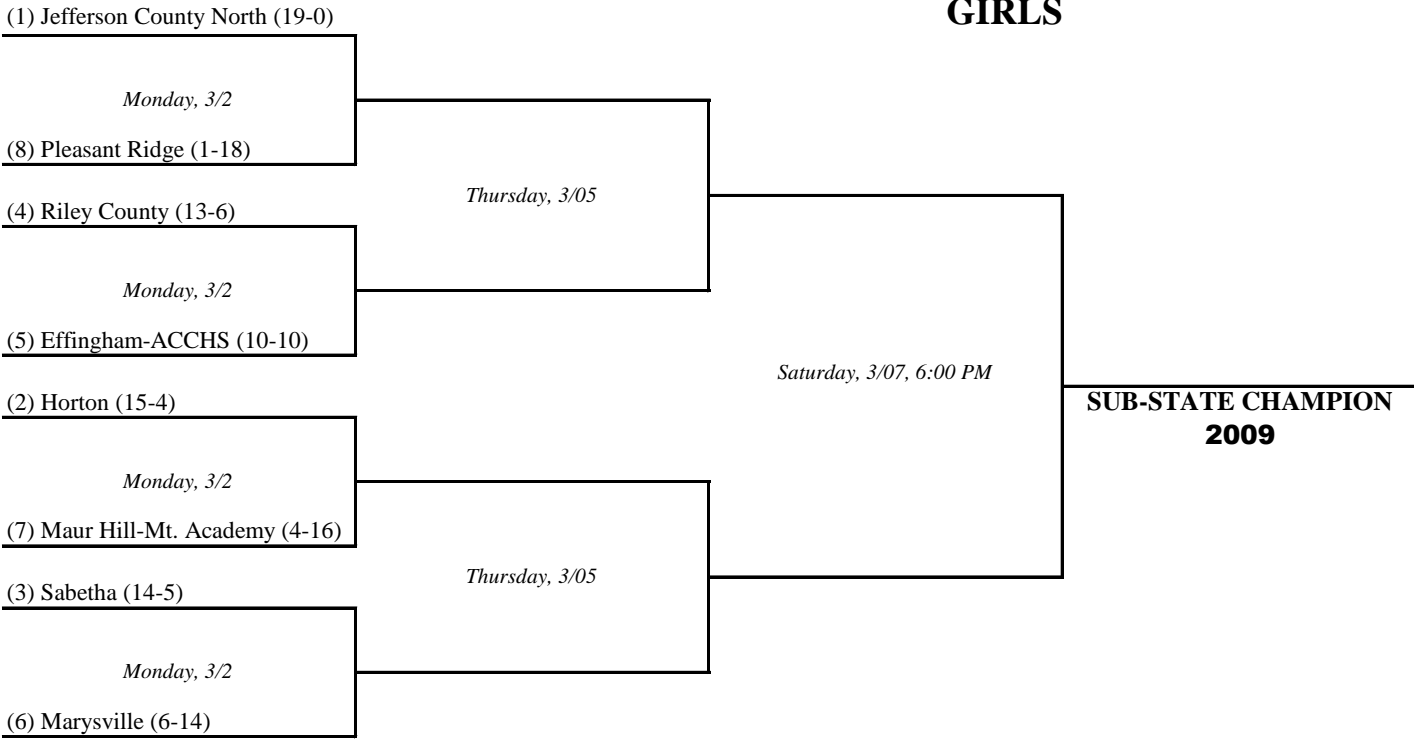 GIRLS
(1) Jefferson County North (19-0)
Monday, 3/2
(8) Pleasant Ridge (1-18)
Thursday, 3/05
(4) Riley County (13-6)
Monday, 3/2
(5) Effingham-ACCHS (10-10)
Saturday, 3/07, 6:00 PM
SUB-STATE CHAMPION
2009
(2) Horton (15-4)
Monday, 3/2
(7) Maur Hill-Mt. Academy (4-16)
Thursday, 3/05
(3) Sabetha (14-5)
Monday, 3/2
(6) Marysville (6-14)